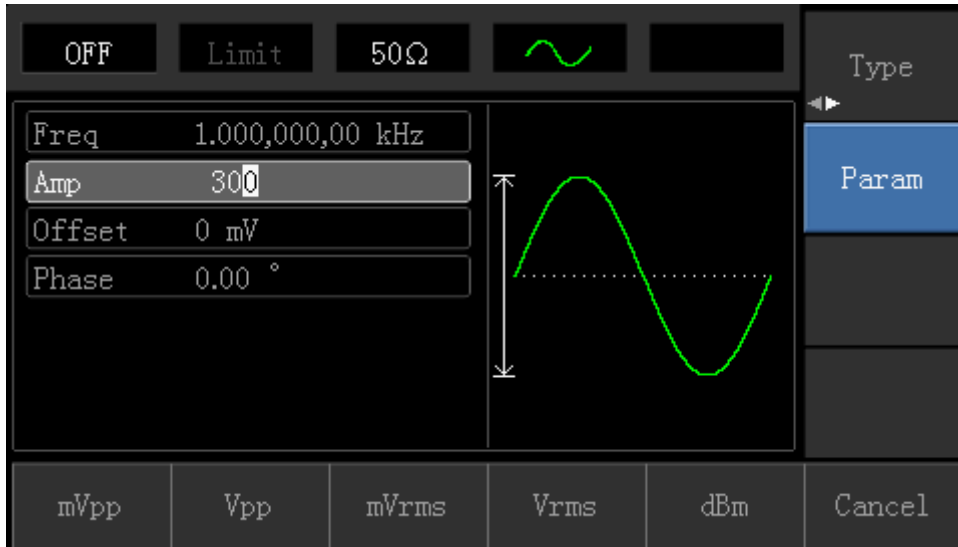 OFF Limit 50Ω
Type
Freq 1.000,000,00 kHz
Amp 300
Param
Offset 0 mV
Phase 0.00 °
mVpp Vpp mVrms Vrms dBm Cancel